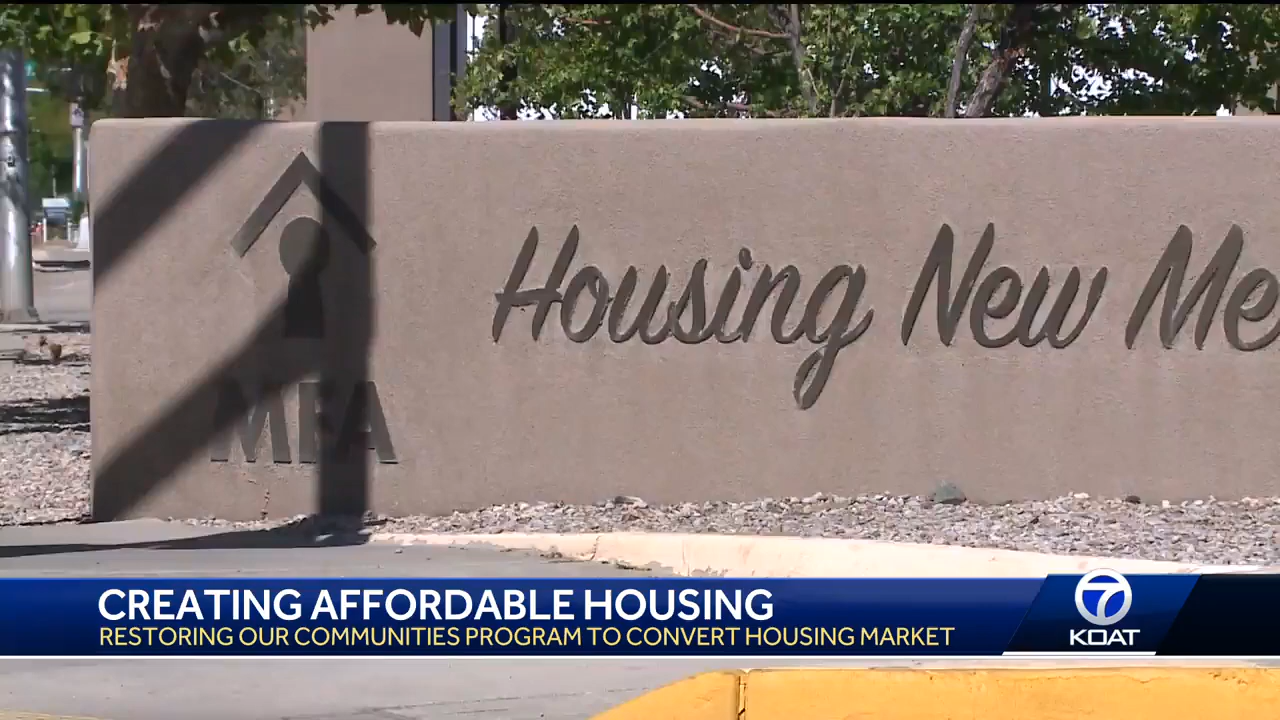 Housing New Me
MFA
CREATING AFFORDABLE HOUSING
RESTORING OUR COMMUNITIES PROGRAM TO CONVERT HOUSING MARKET
7
KOAT